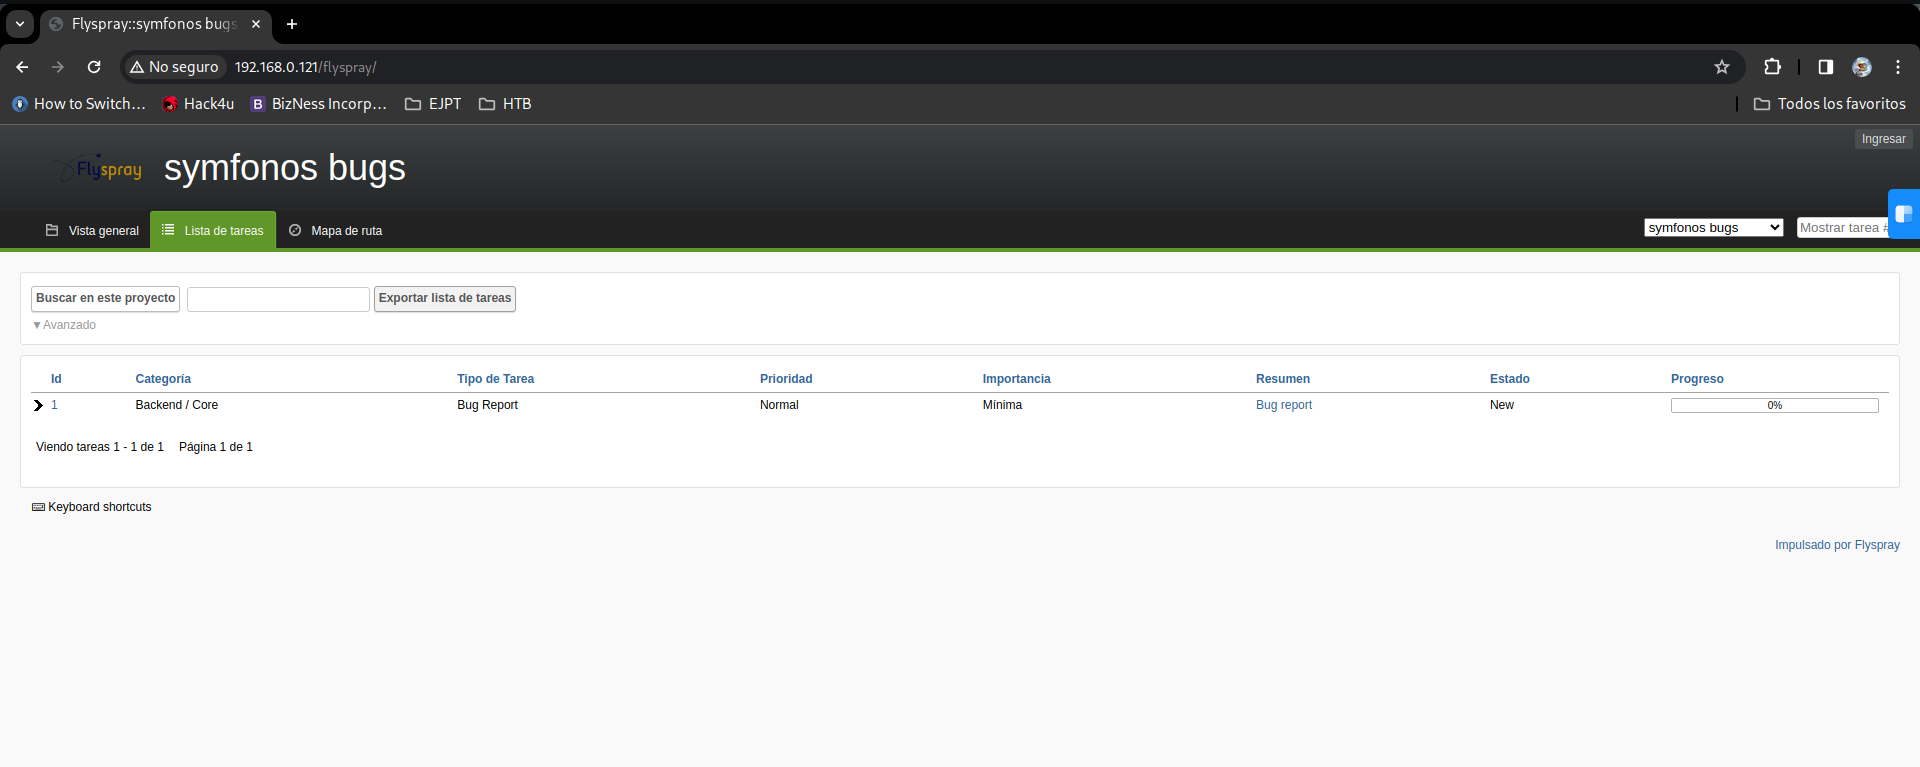 Flyspray::symfonos bugs
No seguro 192.168.0.121/flyspray/
How to Switch... Hack4u B BizNess Incorp... EJPT HTB Todos los favoritos
Ingresar
Flyspray symfonos bugs
Vista general Lista de tareas Mapa de ruta symfonos bugs Mostrar tarea #
Buscar en este proyecto Exportar lista de tareas
▼Avanzado
Id Categoría Tipo de Tarea Prioridad Importancia Resumen Estado Progreso
1 Backend / Core Bug Report Normal Mínima Bug report New 0%
Viendo tareas 1 - 1 de 1 Página 1 de 1
Keyboard shortcuts
Impulsado por Flyspray